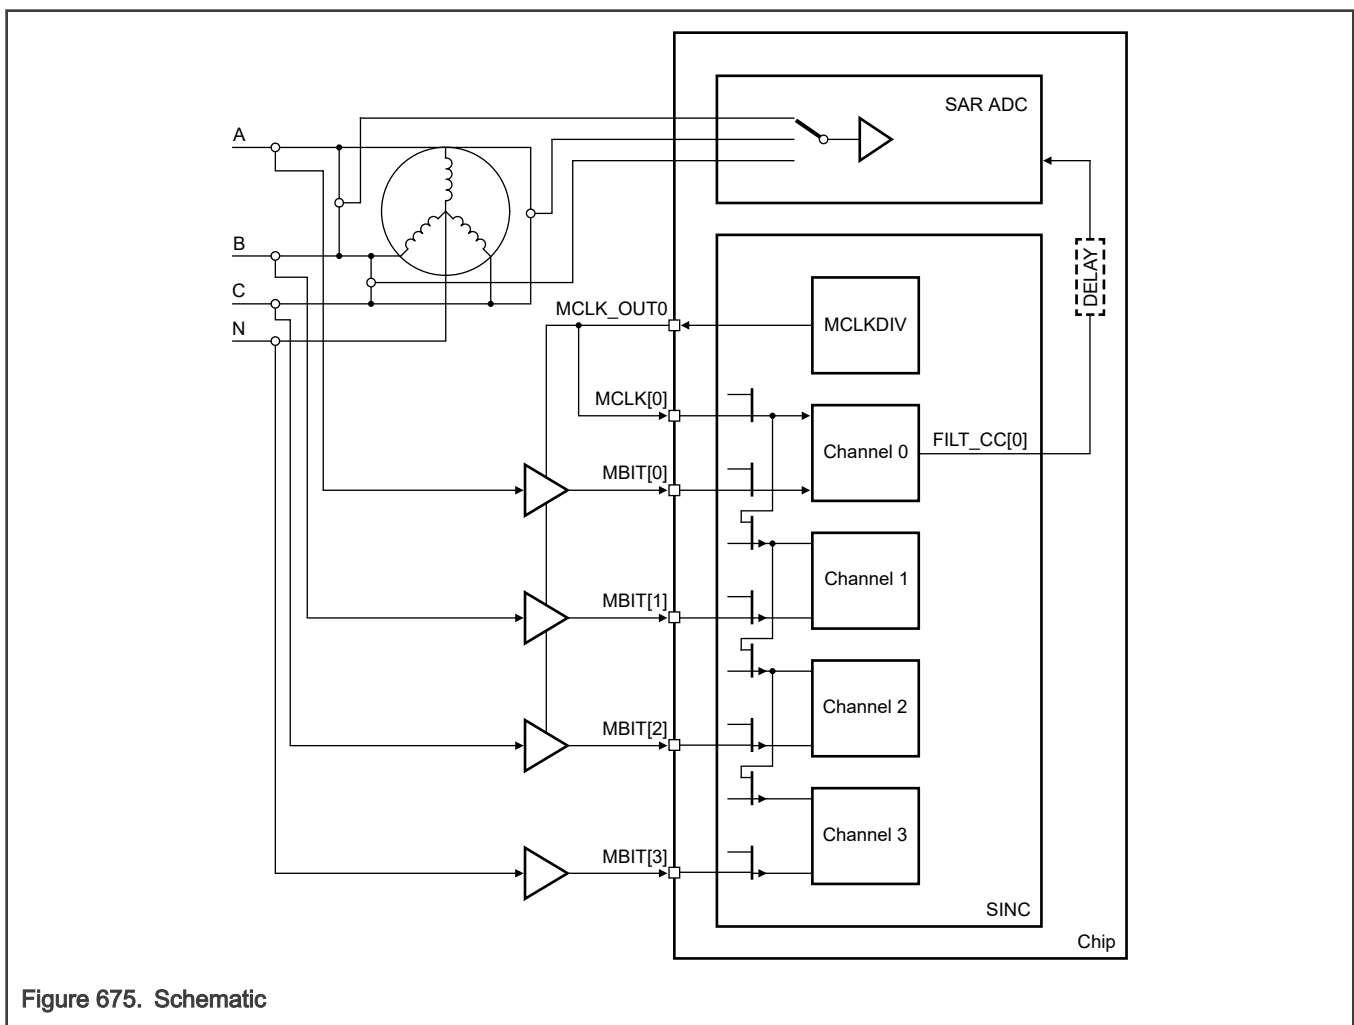 SAR ADC
A
B
C
N
DELAY
MCLK_OUT0
MCLKDIV
MCLK[0]
Channel 0
FILT_CC[0]
MBIT[0]
Channel 1
MBIT[1]
Channel 2
MBIT[2]
Channel 3
MBIT[3]
SINC
Chip
Figure 675. Schematic